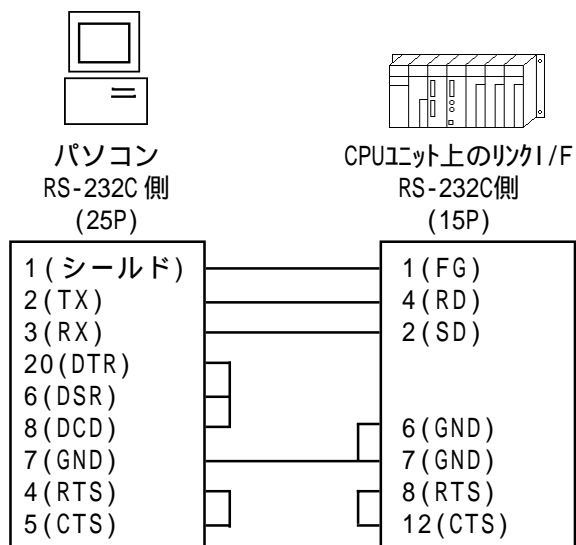 パソコン
RS-232C 側
(25P)
1(シールド)
2(TX)
3(RX)
20(DTR)
6(DSR)
8(DCD)
7(GND)
4(RTS)
5(CTS)
CPUユニット上のリンクI/F
RS-232C側
(15P)
1(FG)
4(RD)
2(SD)
6(GND)
7(GND)
8(RTS)
12(CTS)